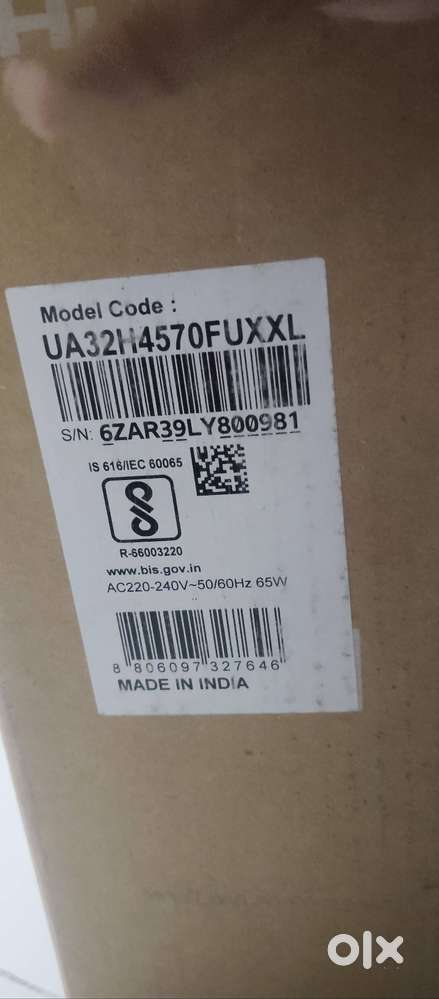 Model Code :
UA32H4570FUXXL
S/N: 6ZAR39LY800981
IS 616/IEC 60065
R-66003220
www.bis.gov.in
AC220-240V~50/60Hz 65W
8 806097 327646
MADE IN INDIA
olx